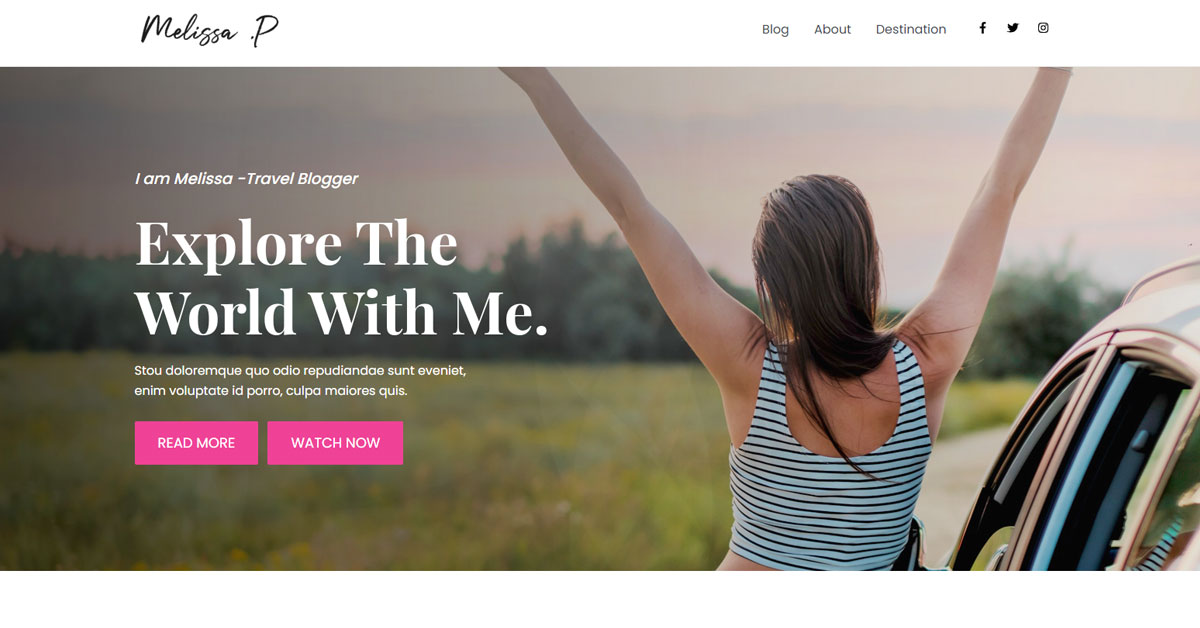 Melissa .P
Blog About Destination
I am Melissa -Travel Blogger
Explore The
World With Me.
Stou doloremque quo odio repudiandae sunt eveniet,
enim voluptate id porro, culpa maiores quis.
READ MORE WATCH NOW